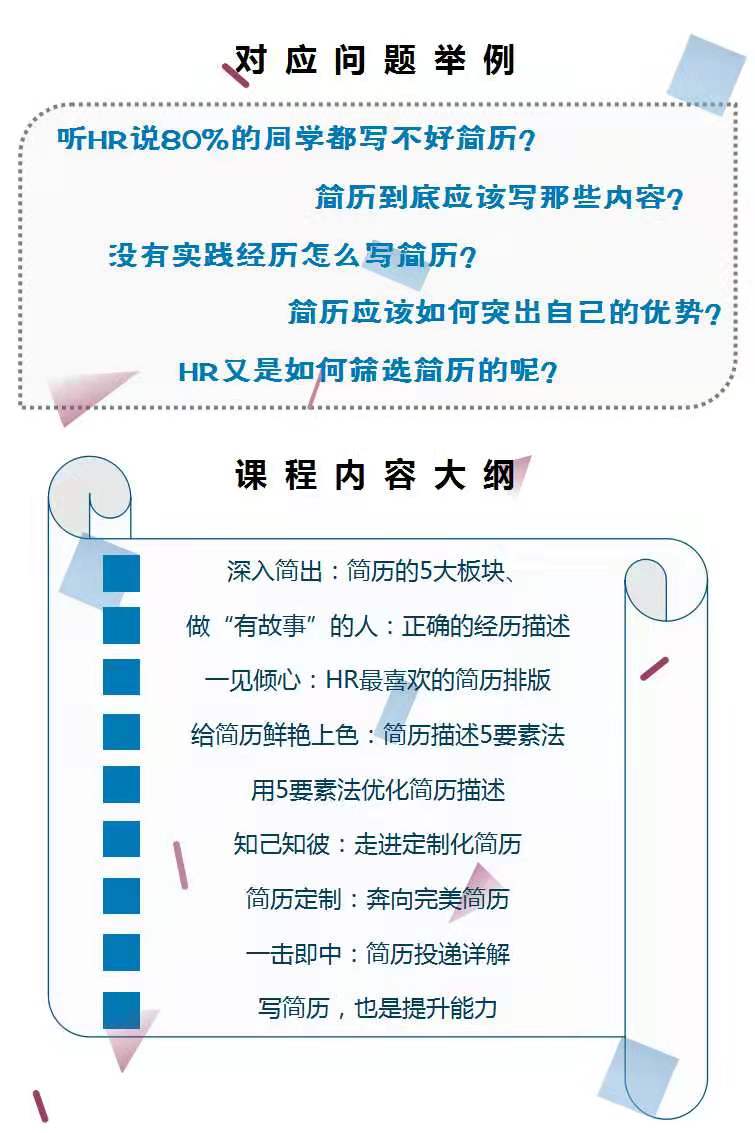 对应问题举例
听HR说80%的同学都写不好简历?
简历到底应该写那些内容?
没有实践经历怎么写简历?
简历应该如何突出自己的优势?
HR又是如何筛选简历的呢?
课程内容大纲
深入简出：简历的5大板块、
做“有故事”的人：正确的经历描述
一见倾心：HR最喜欢的简历排版
给简历鲜艳上色：简历描述5要素法
用5要素法优化简历描述
知己知彼：走进定制化简历
简历定制：奔向完美简历
一击即中：简历投递详解
写简历，也是提升能力